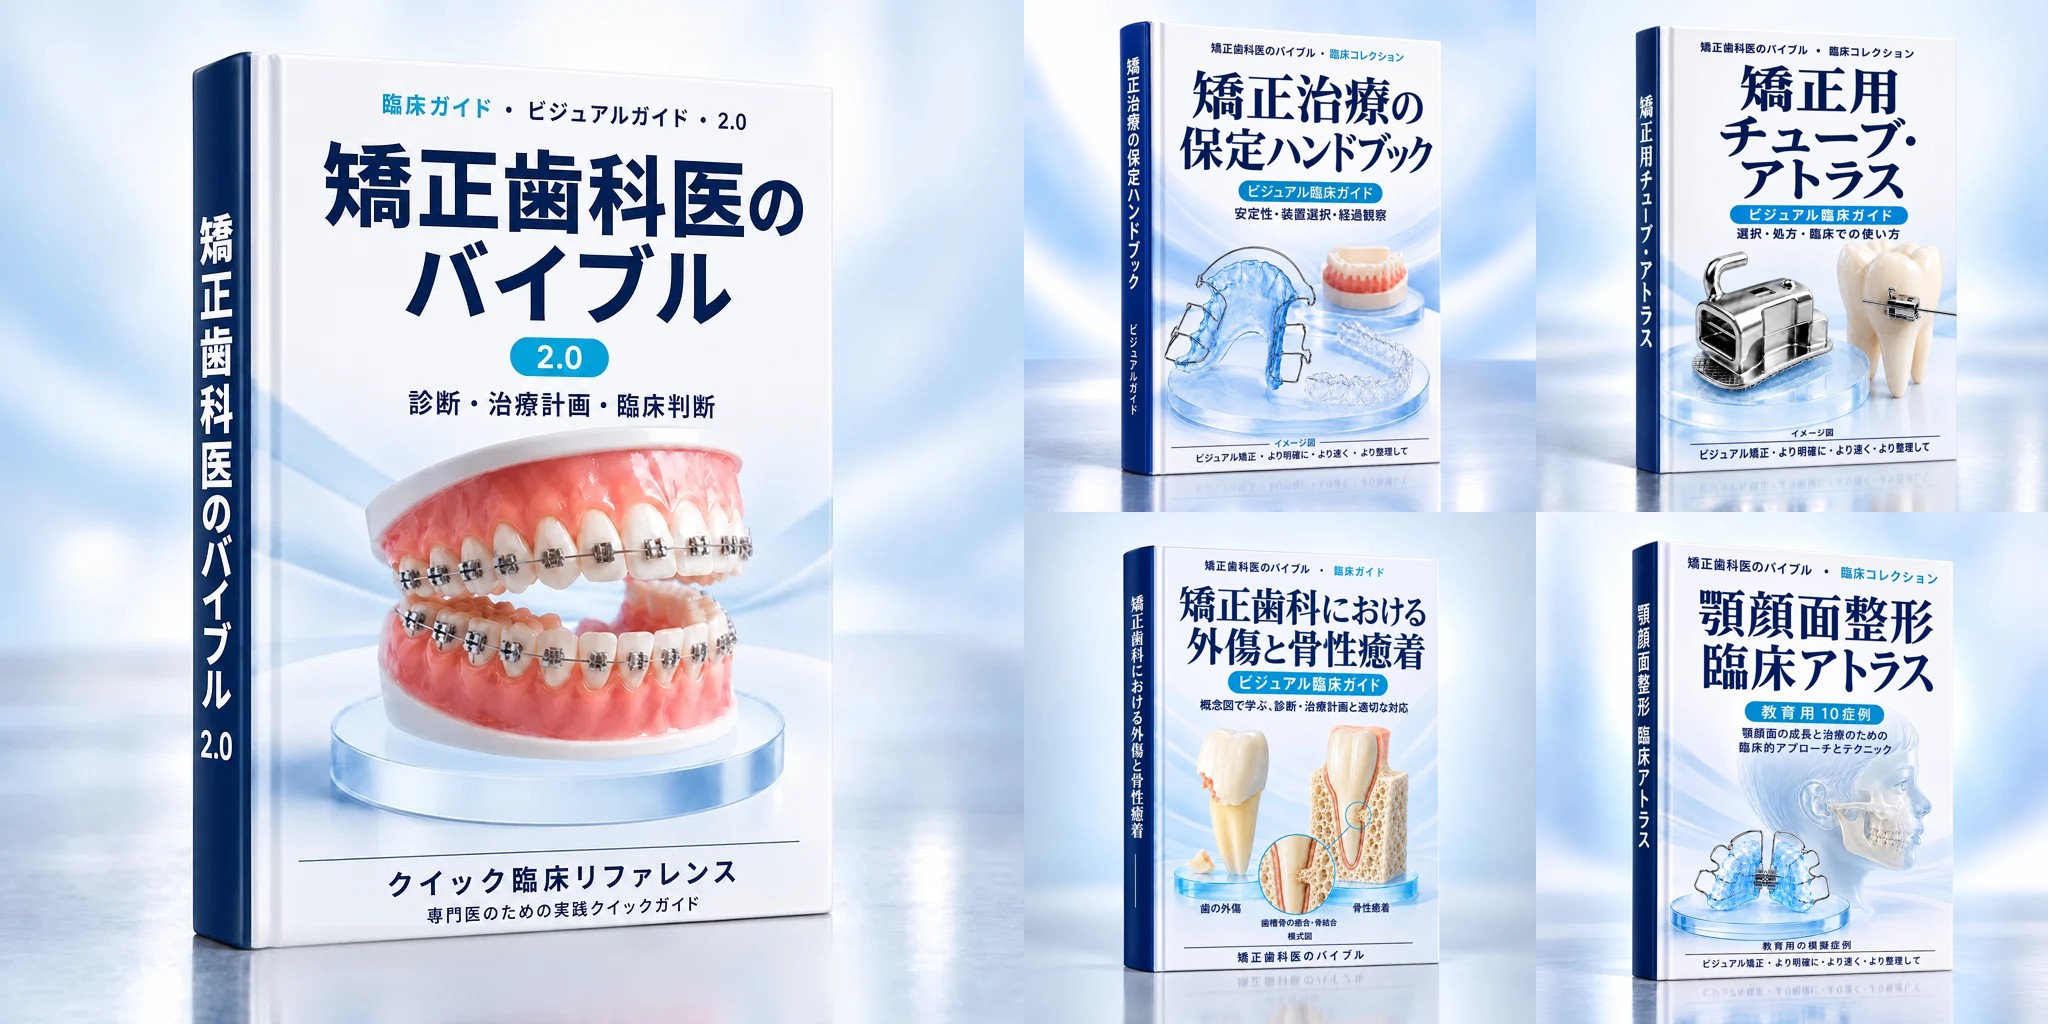 臨床ガイド・ビジュアルガイド・2.0
矯正歯科医の
バイブル
2.0
診断・治療計画・臨床判断
クイック臨床リファレンス
専門医のための実践クイックガイド
矯正歯科医のバイブル 2.0
矯正歯科医のバイブル・臨床コレクション
矯正治療の
保定ハンドブック
ビジュアル臨床ガイド
安定性・装置選択・経過観察
イメージ図
ビジュアル矯正・より明確に・より速く・より整理して
矯正治療の保定ハンドブック ビジュアルガイド
矯正歯科医のバイブル・臨床コレクション
矯正用
チューブ・
アトラス
ビジュアル臨床ガイド
選択・処方・臨床での使い方
イメージ図
ビジュアル矯正・より明確に・より速く・より整理して
矯正用チューブ・アトラス
矯正歯科医のバイブル・臨床ガイド
矯正歯科における
外傷と骨性癒着
ビジュアル臨床ガイド
概念図で学ぶ、診断・治療計画と適切な対応
歯の外傷
骨性癒着
歯槽骨の癒合・骨結合
模式図
矯正歯科医のバイブル
矯正歯科における外傷と骨性癒着
矯正歯科医のバイブル・臨床コレクション
顎顔面整形
臨床アトラス
教育用10症例
顎顔面の成長と治療のための
臨床的アプローチとテクニック
教育用の模擬症例
ビジュアル矯正・より明確に・より速く・より整理して
顎顔面整形 臨床アトラス